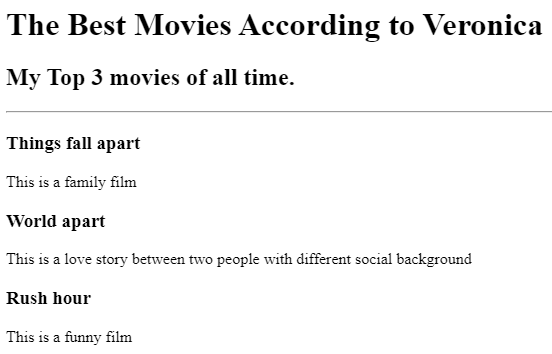 The Best Movies According to Veronica
My Top 3 movies of all time.
Things fall apart
This is a family film
World apart
This is a love story between two people with different social background
Rush hour
This is a funny film